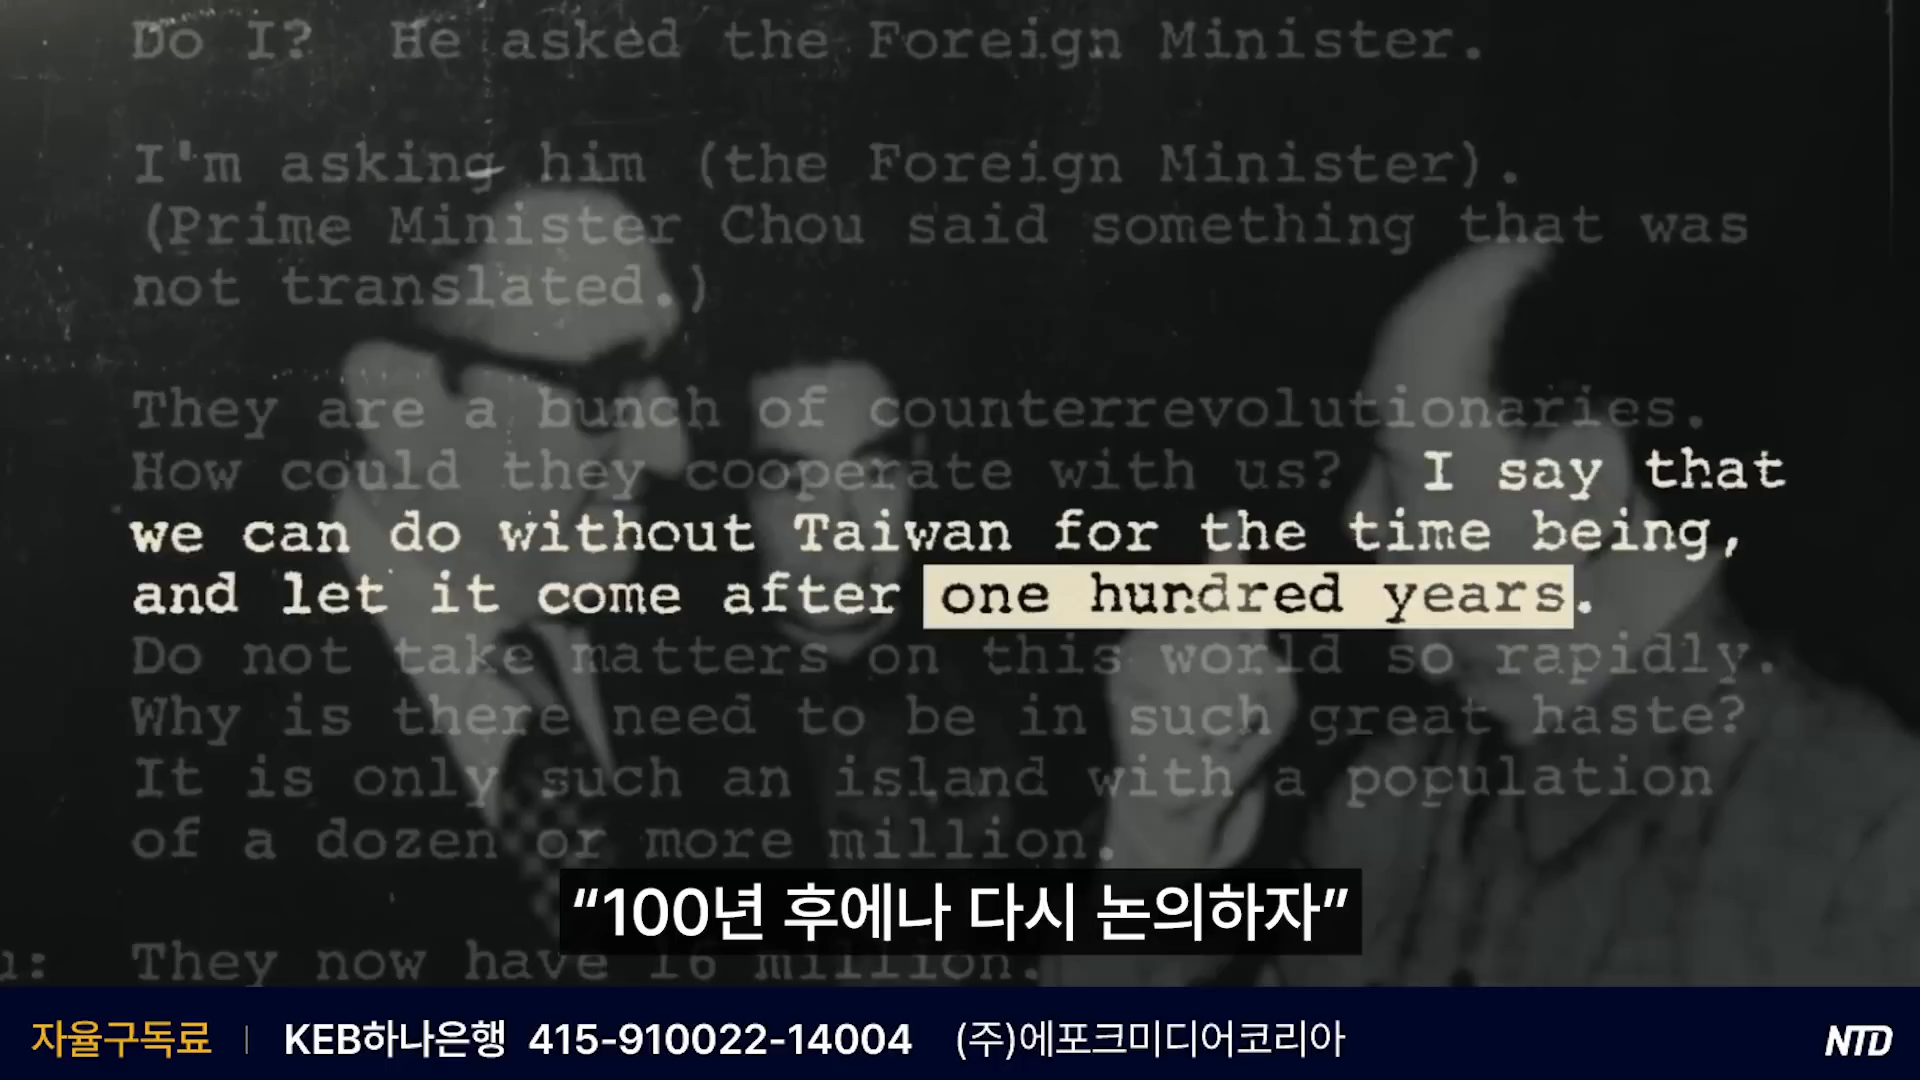 Do I?  He asked the Foreign Minister.
I'm asking him (the Foreign Minister).
(Prime Minister Chou said something that was
not translated.)
They are a bunch of counterrevolutionaries.
How could they cooperate with us?  I say that
we can do without Taiwan for the time being,
and let it come after one hundred years.
Do not take matters on this world so rapidly.
Why is there need to be in such great haste?
It is only such an island with a population
of a dozen or more million.
“100년 후에나 다시 논의하자”
They now have 16 million.
자율구독료 | KEB하나은행 415-910022-14004 (주)에포크미디어코리아
NTD